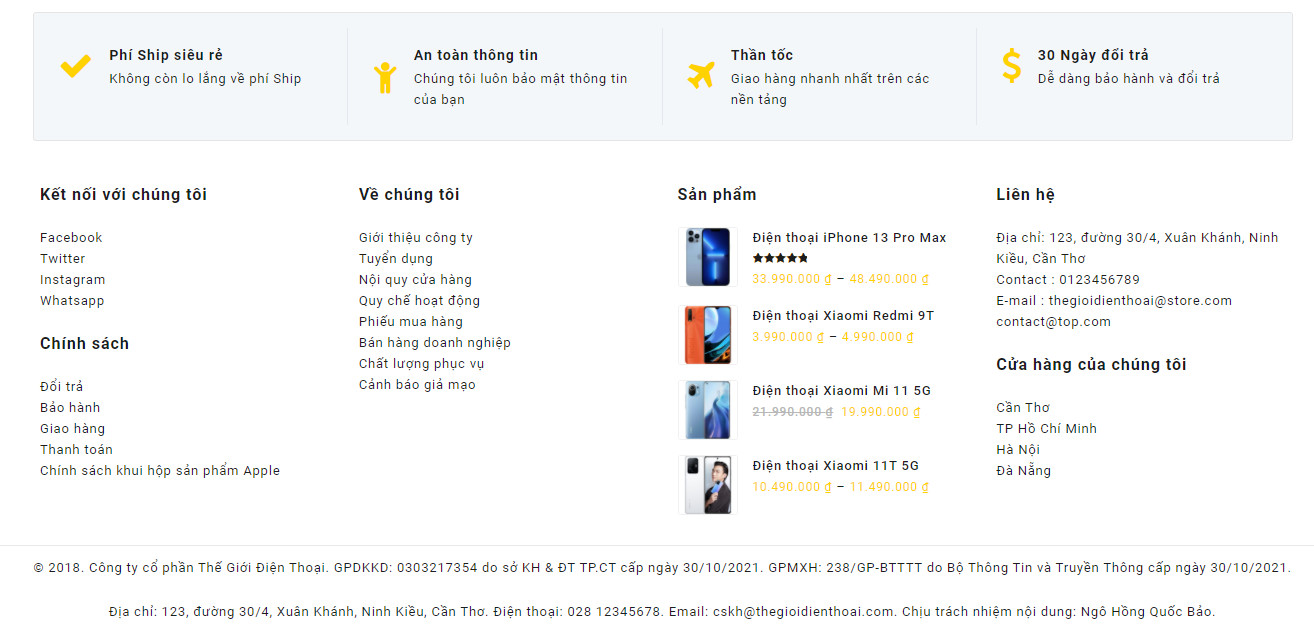 Phí Ship siêu rẻ
Không còn lo lắng về phí Ship
An toàn thông tin
Chúng tôi luôn bảo mật thông tin
của bạn
Thần tốc
Giao hàng nhanh nhất trên các
nền tảng
30 Ngày đổi trả
Dễ dàng bảo hành và đổi trả
Kết nối với chúng tôi
Facebook
Twitter
Instagram
Whatsapp
Chính sách
Đổi trả
Bảo hành
Giao hàng
Thanh toán
Chính sách khui hộp sản phẩm Apple
Về chúng tôi
Giới thiệu công ty
Tuyển dụng
Nội quy cửa hàng
Quy chế hoạt động
Phiếu mua hàng
Bán hàng doanh nghiệp
Chất lượng phục vụ
Cảnh báo giả mạo
Sản phẩm
Điện thoại iPhone 13 Pro Max
33.990.000 ₫ – 48.490.000 ₫
Điện thoại Xiaomi Redmi 9T
3.990.000 ₫ – 4.990.000 ₫
Điện thoại Xiaomi Mi 11 5G
21.990.000 ₫ 19.990.000 ₫
Điện thoại Xiaomi 11T 5G
10.490.000 ₫ – 11.490.000 ₫
Liên hệ
Địa chỉ: 123, đường 30/4, Xuân Khánh, Ninh
Kiều, Cần Thơ
Contact : 0123456789
E-mail : thegioidienthoai@store.com
contact@top.com
Cửa hàng của chúng tôi
Cần Thơ
TP Hồ Chí Minh
Hà Nội
Đà Nẵng
© 2018. Công ty cổ phần Thế Giới Điện Thoại. GPDKKD: 0303217354 do sở KH & ĐT TP.CT cấp ngày 30/10/2021. GPMXH: 238/GP-BTTTT do Bộ Thông Tin và Truyền Thông cấp ngày 30/10/2021.
Địa chỉ: 123, đường 30/4, Xuân Khánh, Ninh Kiều, Cần Thơ. Điện thoại: 028 12345678. Email: cskh@thegioidienthoai.com. Chịu trách nhiệm nội dung: Ngô Hồng Quốc Bảo.